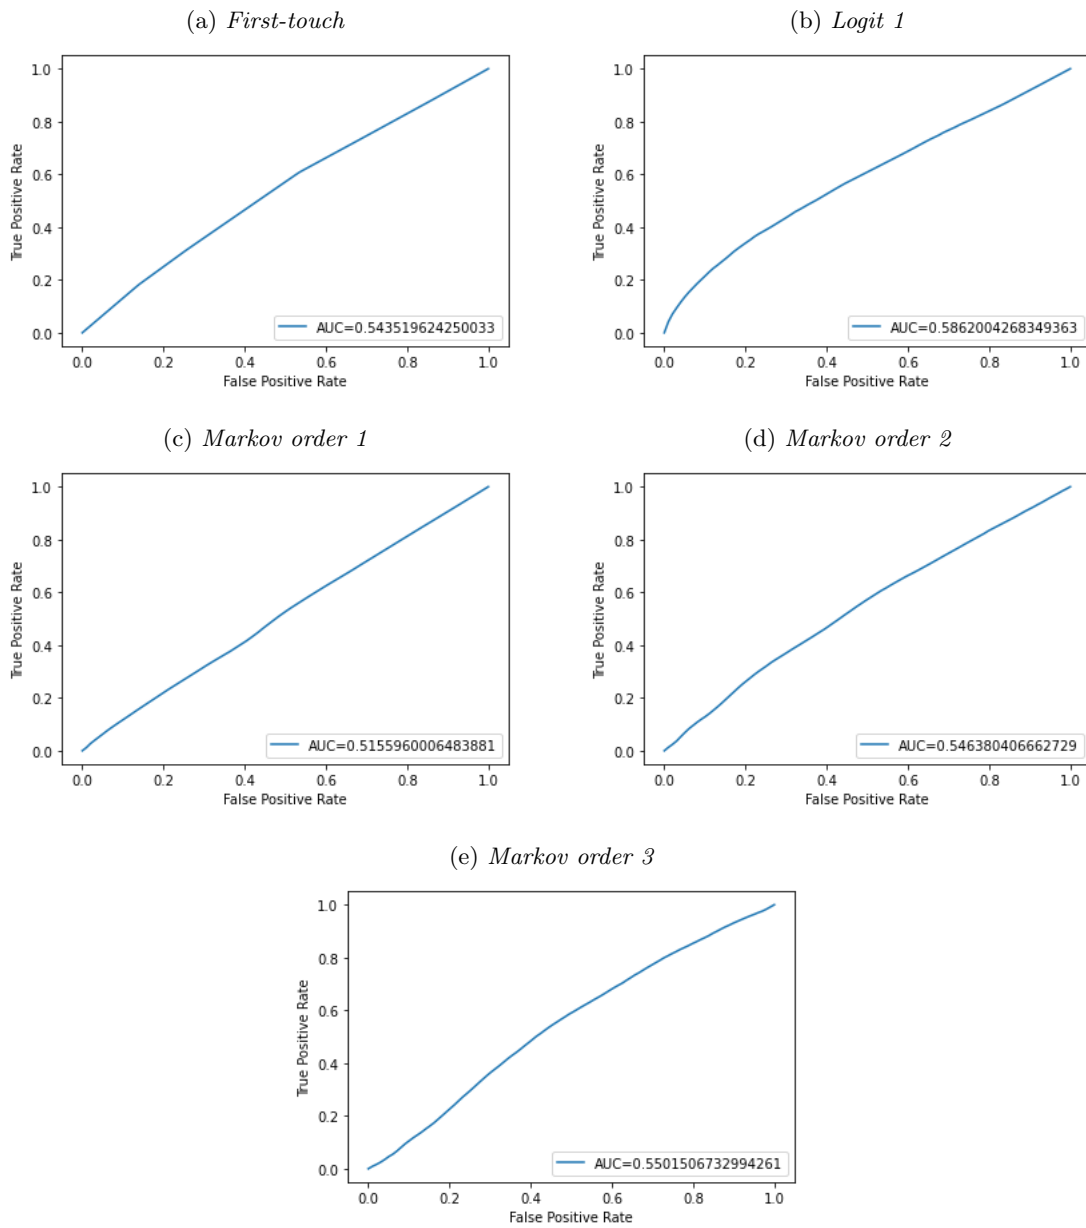 (a) First-touch
1.0
0.8
0.6
0.4
0.2
0.0
True Positive Rate
AUC=0.543519624250033
0.0 0.2 0.4 0.6 0.8 1.0
False Positive Rate
(b) Logit 1
1.0
0.8
0.6
0.4
0.2
0.0
True Positive Rate
AUC=0.5862004268349363
0.0 0.2 0.4 0.6 0.8 1.0
False Positive Rate
(c) Markov order 1
1.0
0.8
0.6
0.4
0.2
0.0
True Positive Rate
AUC=0.5155960006483881
0.0 0.2 0.4 0.6 0.8 1.0
False Positive Rate
(d) Markov order 2
1.0
0.8
0.6
0.4
0.2
0.0
True Positive Rate
AUC=0.546380406662729
0.0 0.2 0.4 0.6 0.8 1.0
False Positive Rate
(e) Markov order 3
1.0
0.8
0.6
0.4
0.2
0.0
True Positive Rate
AUC=0.5501506732994261
0.0 0.2 0.4 0.6 0.8 1.0
False Positive Rate